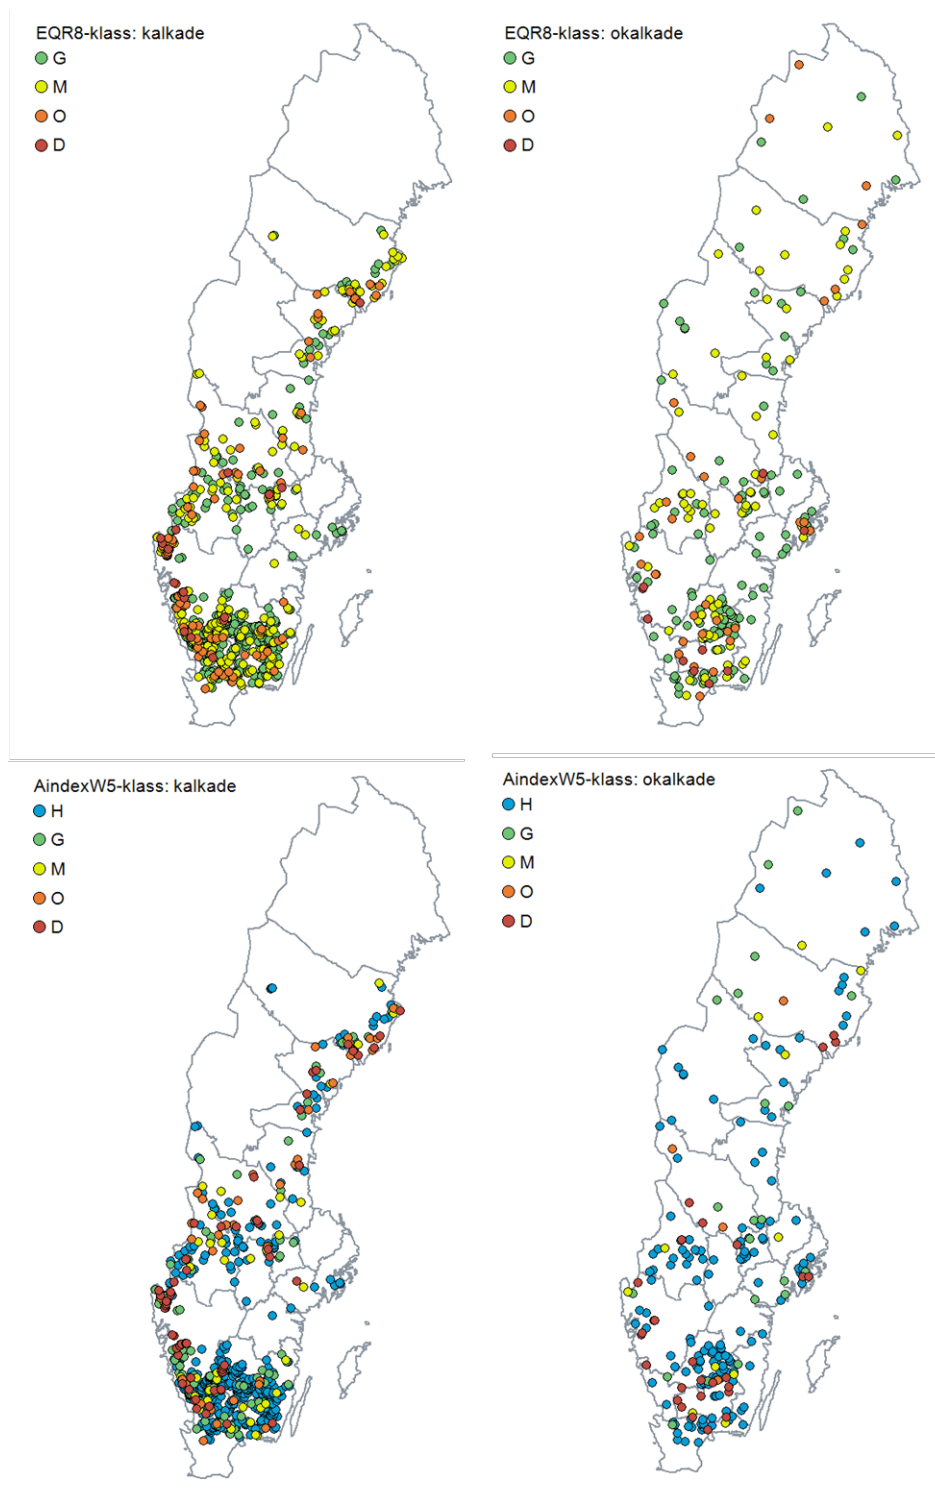 EQR8-klass: kalkade
G
M
O
D
EQR8-klass: okalkade
G
M
O
D
AindexW5-klass: kalkade
H
G
M
O
D
AindexW5-klass: okalkade
H
G
M
O
D